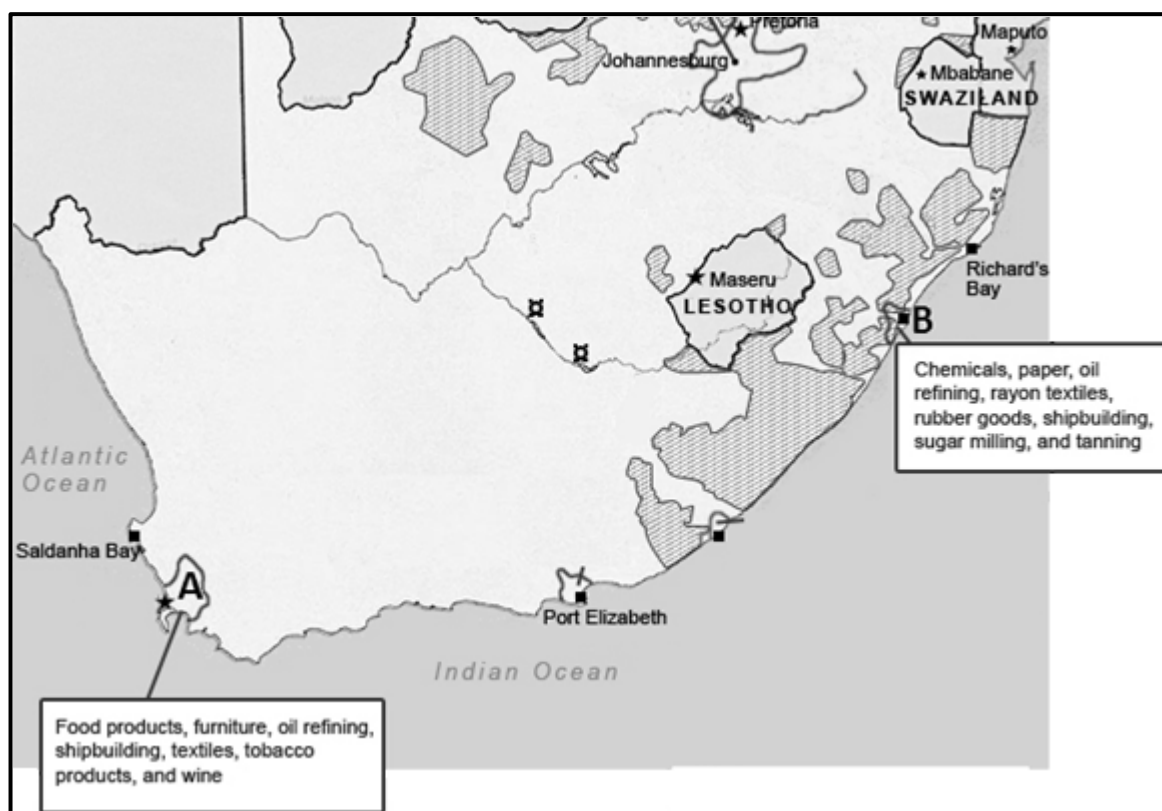 Pretoria
Maputo
Johannesburg
Mbabane
SWAZILAND
Maseru
LESOTHO
Richard's
Bay
B
Chemicals, paper, oil
refining, rayon textiles,
rubber goods, shipbuilding,
sugar milling, and tanning
Atlantic
Ocean
Saldanha Bay
A
Port Elizabeth
Indian Ocean
Food products, furniture, oil refining,
shipbuilding, textiles, tobacco
products, and wine